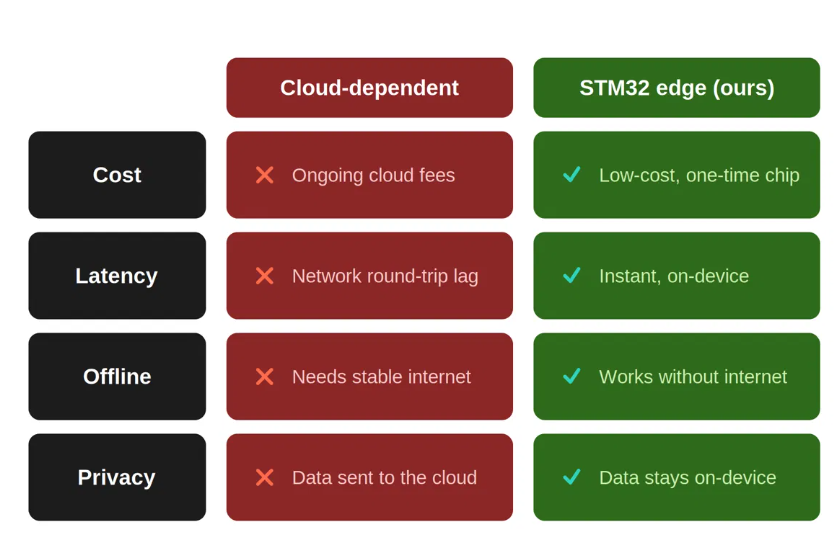 Cloud-dependent
STM32 edge (ours)
Cost
Ongoing cloud fees
Low-cost, one-time chip
Latency
Network round-trip lag
Instant, on-device
Offline
Needs stable internet
Works without internet
Privacy
Data sent to the cloud
Data stays on-device